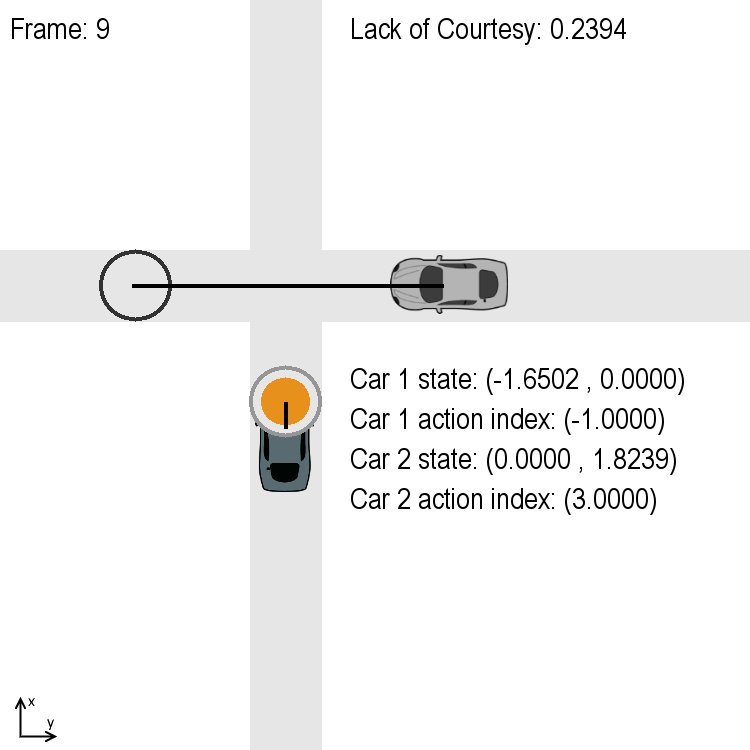 Frame: 9
Lack of Courtesy: 0.2394
Car 1 state: (-1.6502 , 0.0000)
Car 1 action index: (-1.0000)
Car 2 state: (0.0000 , 1.8239)
Car 2 action index: (3.0000)
x
y